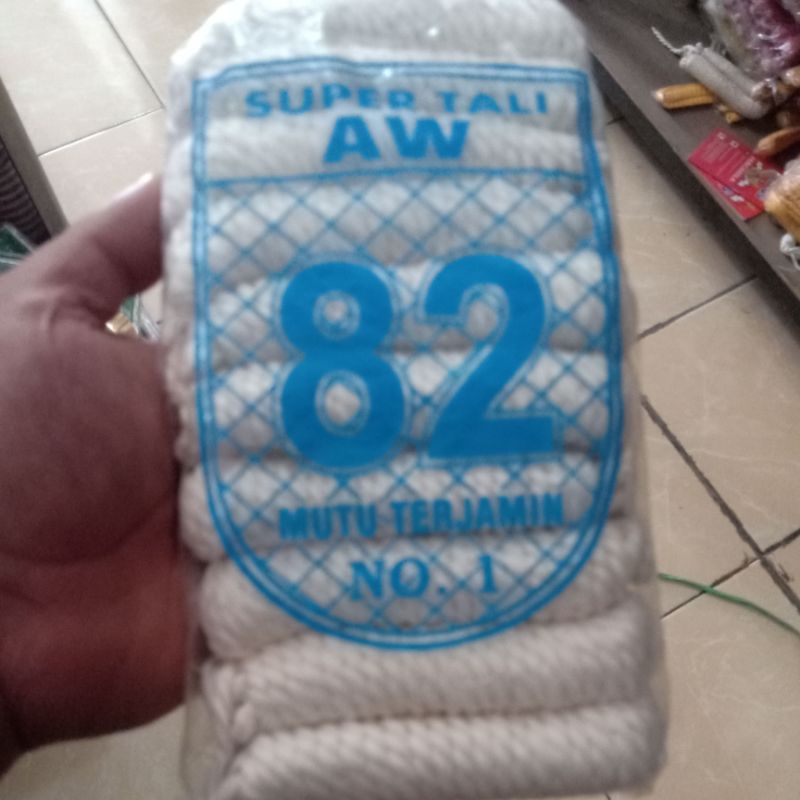 SUPER TALI
AW
82
MUTU TERJAMIN
NO. 1